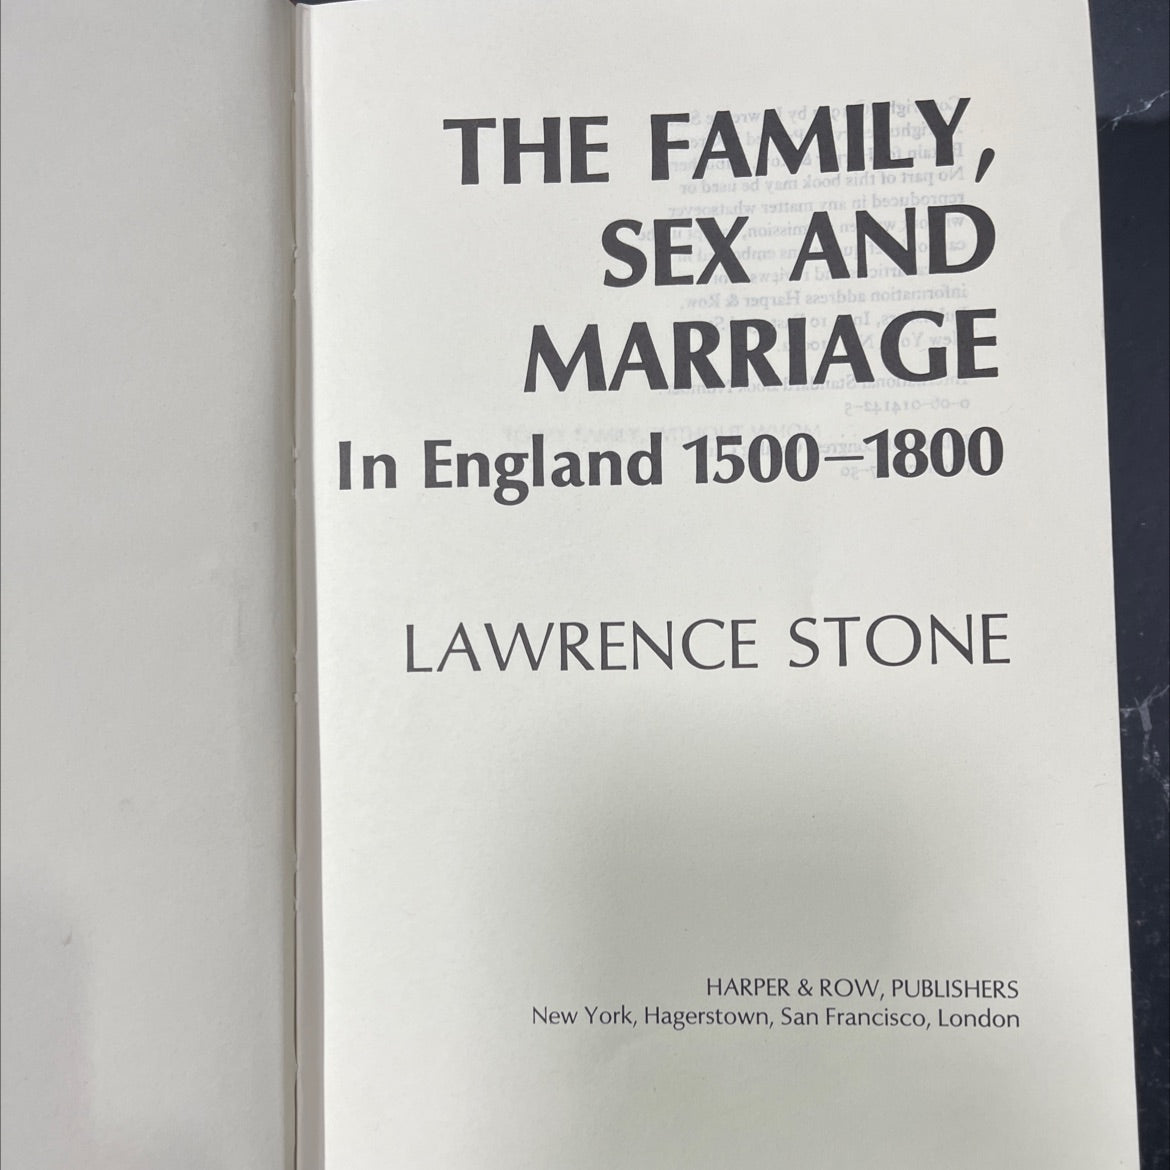 THE FAMILY,
SEX AND
MARRIAGE
In England 1500–1800
LAWRENCE STONE
HARPER & ROW, PUBLISHERS
New York, Hagerstown, San Francisco, London